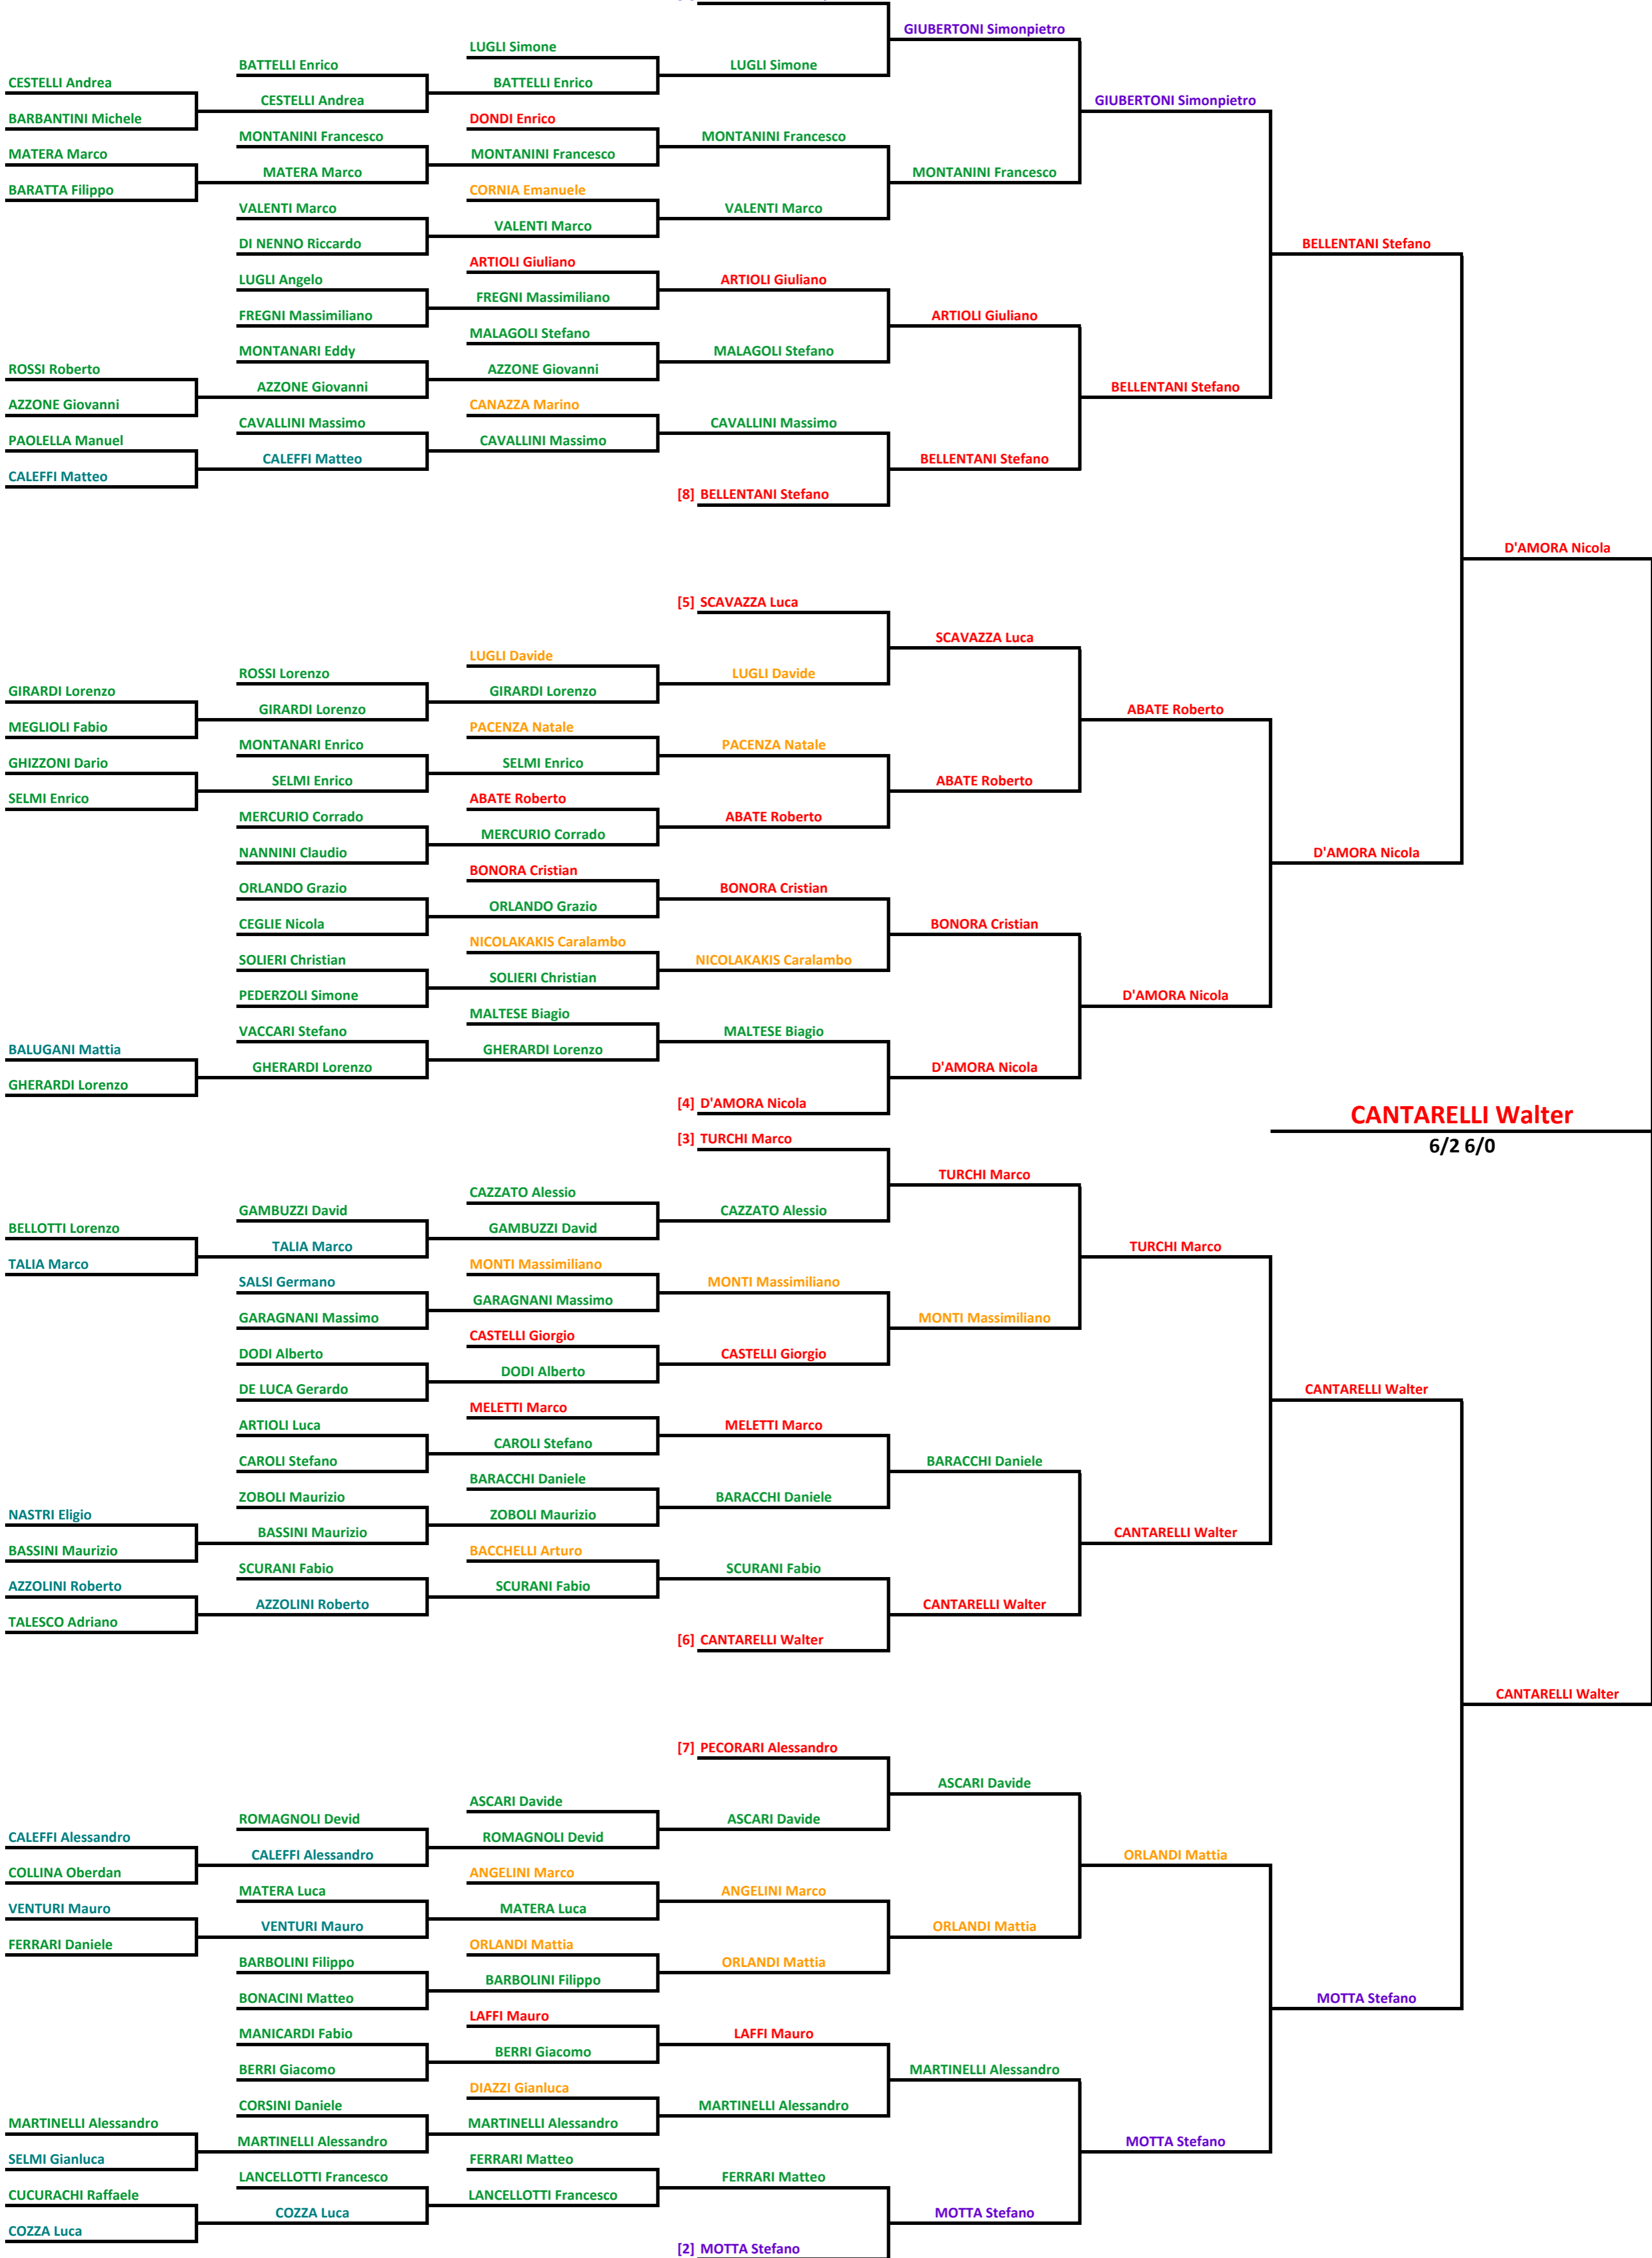 GIUBERTONI Simonpietro
LUGLI Simone
BATTELLI Enrico
LUGLI Simone
CESTELLI Andrea
BATTELLI Enrico
CESTELLI Andrea
GIUBERTONI Simonpietro
BARBANTINI Michele
DONDI Enrico
MONTANINI Francesco
MONTANINI Francesco
MATERA Marco
MONTANINI Francesco
MATERA Marco
MONTANINI Francesco
BARATTA Filippo
CORNIA Emanuele
VALENTI Marco
VALENTI Marco
VALENTI Marco
DI NENNO Riccardo
BELLENTANI Stefano
ARTIOLI Giuliano
LUGLI Angelo
ARTIOLI Giuliano
FREGNI Massimiliano
FREGNI Massimiliano
ARTIOLI Giuliano
MALAGOLI Stefano
MONTANARI Eddy
MALAGOLI Stefano
ROSSI Roberto
AZZONE Giovanni
AZZONE Giovanni
BELLENTANI Stefano
AZZONE Giovanni
CANAZZA Marino
CAVALLINI Massimo
CAVALLINI Massimo
PAOLELLA Manuel
CAVALLINI Massimo
CALEFFI Matteo
BELLENTANI Stefano
CALEFFI Matteo
[8] BELLENTANI Stefano
D'AMORA Nicola
[5] SCAVAZZA Luca
SCAVAZZA Luca
LUGLI Davide
ROSSI Lorenzo
LUGLI Davide
GIRARDI Lorenzo
GIRARDI Lorenzo
GIRARDI Lorenzo
ABATE Roberto
MEGLIOLI Fabio
PACENZA Natale
MONTANARI Enrico
PACENZA Natale
GHIZZONI Dario
SELMI Enrico
SELMI Enrico
ABATE Roberto
SELMI Enrico
ABATE Roberto
MERCURIO Corrado
ABATE Roberto
MERCURIO Corrado
NANNINI Claudio
D'AMORA Nicola
BONORA Cristian
ORLANDO Grazio
BONORA Cristian
ORLANDO Grazio
CEGLIE Nicola
BONORA Cristian
NICOLAKAKIS Caralambo
SOLIERI Christian
NICOLAKAKIS Caralambo
SOLIERI Christian
PEDERZOLI Simone
D'AMORA Nicola
MALTESE Biagio
VACCARI Stefano
MALTESE Biagio
BALUGANI Mattia
GHERARDI Lorenzo
GHERARDI Lorenzo
D'AMORA Nicola
GHERARDI Lorenzo
[4] D'AMORA Nicola
CANTARELLI Walter
[3] TURCHI Marco
6/2 6/0
TURCHI Marco
CAZZATO Alessio
GAMBUZZI David
CAZZATO Alessio
BELLOTTI Lorenzo
GAMBUZZI David
TALIA Marco
TURCHI Marco
TALIA Marco
MONTI Massimiliano
SALSI Germano
MONTI Massimiliano
GARAGNANI Massimo
GARAGNANI Massimo
MONTI Massimiliano
CASTELLI Giorgio
DODI Alberto
CASTELLI Giorgio
DODI Alberto
DE LUCA Gerardo
CANTARELLI Walter
MELETTI Marco
ARTIOLI Luca
MELETTI Marco
CAROLI Stefano
CAROLI Stefano
BARACCHI Daniele
BARACCHI Daniele
ZOBOLI Maurizio
BARACCHI Daniele
NASTRI Eligio
ZOBOLI Maurizio
BASSINI Maurizio
CANTARELLI Walter
BASSINI Maurizio
BACCHELLI Arturo
SCURANI Fabio
SCURANI Fabio
AZZOLINI Roberto
SCURANI Fabio
AZZOLINI Roberto
CANTARELLI Walter
TALESCO Adriano
[6] CANTARELLI Walter
CANTARELLI Walter
[7] PECORARI Alessandro
ASCARI Davide
ASCARI Davide
ROMAGNOLI Devid
ASCARI Davide
CALEFFI Alessandro
ROMAGNOLI Devid
CALEFFI Alessandro
ORLANDI Mattia
COLLINA Oberdan
ANGELINI Marco
MATERA Luca
ANGELINI Marco
VENTURI Mauro
MATERA Luca
VENTURI Mauro
ORLANDI Mattia
FERRARI Daniele
ORLANDI Mattia
BARBOLINI Filippo
ORLANDI Mattia
BARBOLINI Filippo
BONACINI Matteo
MOTTA Stefano
LAFFI Mauro
MANICARDI Fabio
LAFFI Mauro
BERRI Giacomo
BERRI Giacomo
MARTINELLI Alessandro
DIAZZI Gianluca
CORSINI Daniele
MARTINELLI Alessandro
MARTINELLI Alessandro
MARTINELLI Alessandro
MARTINELLI Alessandro
MOTTA Stefano
SELMI Gianluca
FERRARI Matteo
LANCELLOTTI Francesco
FERRARI Matteo
CUCURACHI Raffaele
LANCELLOTTI Francesco
COZZA Luca
MOTTA Stefano
COZZA Luca
[2] MOTTA Stefano